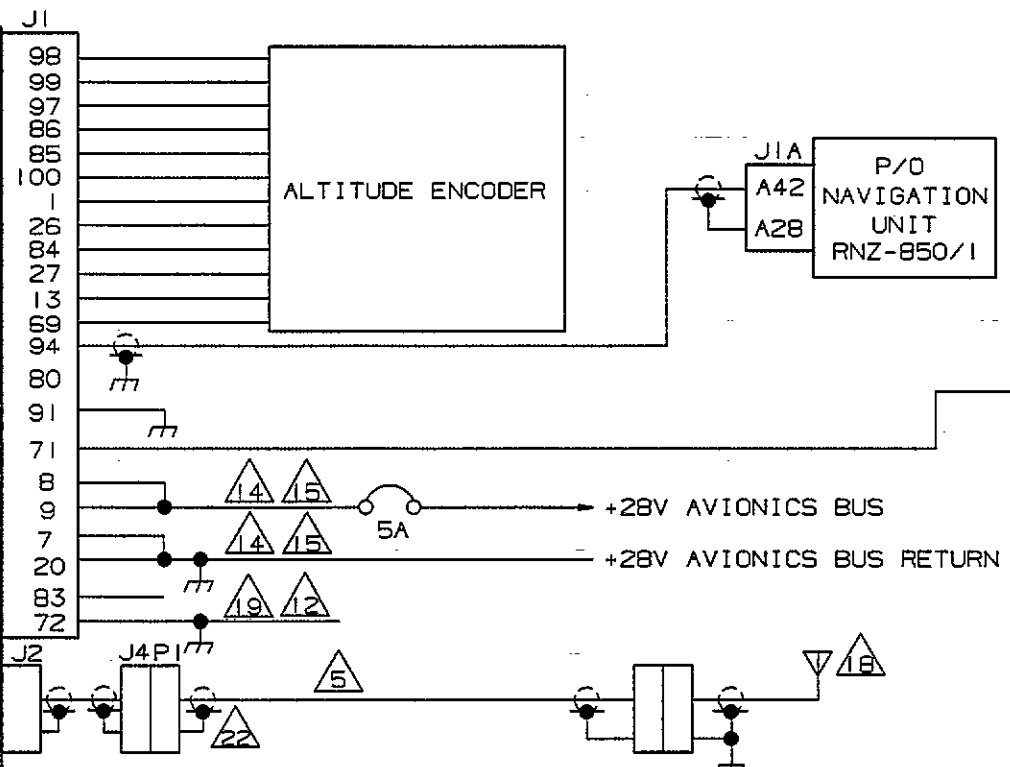 J1
98
99
97
86
85
100
1
26
84
27
13
69
94
80
91
71
8
9
7
20
83
72
ALTITUDE ENCODER
J1A
A42
A28
P/O
NAVIGATION
UNIT
RNZ-850/1
14 15
5A
+28V AVIONICS BUS
14 15
+28V AVIONICS BUS RETURN
19 12
J2
J4P1
5
22
18